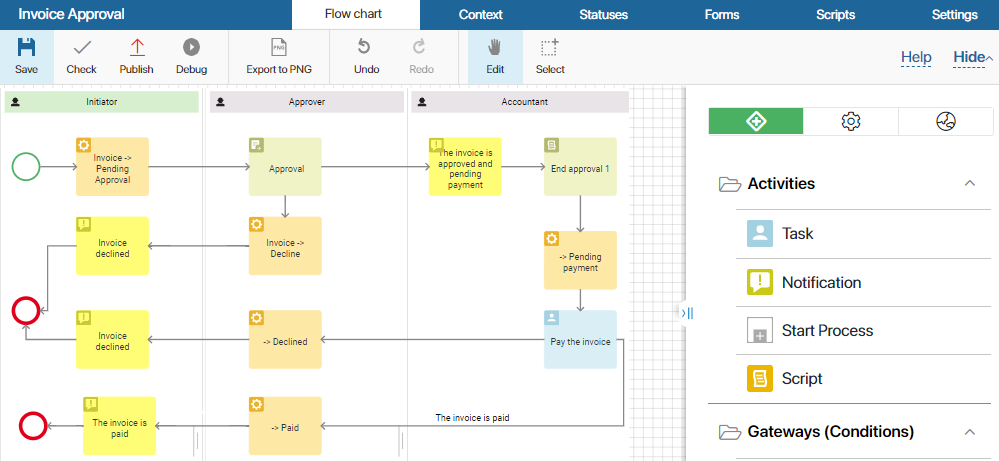 Invoice Approval
Flow chart
Context
Statuses
Forms
Scripts
Settings
Save
Check
Publish
Debug
PNG
Export to PNG
Undo
Redo
Edit
Select
Help
Hide
Initiator
Approver
Accountant
Invoice ->
Pending
Approval
Approval
The invoice is
approved and
pending
payment
End approval 1
Invoice
declined
Invoice ->
Decline
-> Pending
payment
Invoice
declined
-> Declined
Pay the invoice
The invoice is
paid
-> Paid
The invoice is paid
Activities
Task
Notification
Start Process
Script
Gateways (Conditions)